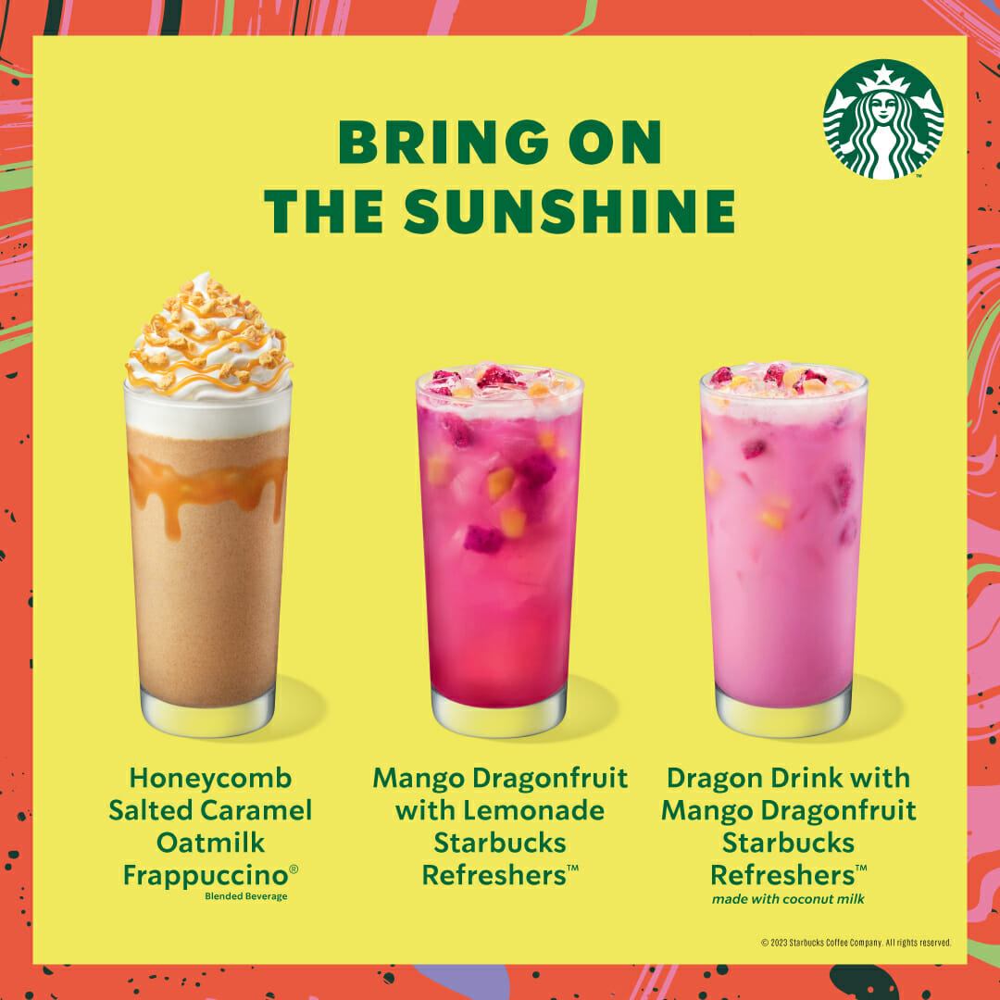 BRING ON
THE SUNSHINE
Honeycomb
Salted Caramel
Oatmilk
Frappuccino®
Blended Beverage
Mango Dragonfruit
with Lemonade
Starbucks
Refreshers™
Dragon Drink with
Mango Dragonfruit
Starbucks
Refreshers™
made with coconut milk
© 2023 Starbucks Coffee Company. All rights reserved.